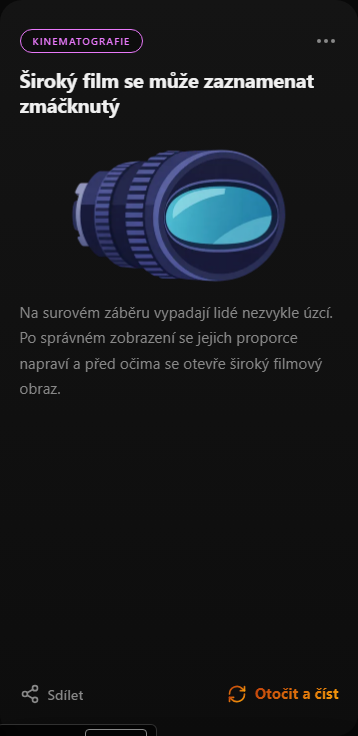 KINEMATOGRAFIE
Široký film se může zaznamenat
zmáčknutý
Na surovém záběru vypadají lidé nezvykle úzcí.
Po správném zobrazení se jejich proporce
napraví a před očima se otevře široký filmový
obraz.
Sdílet
Otočit a číst